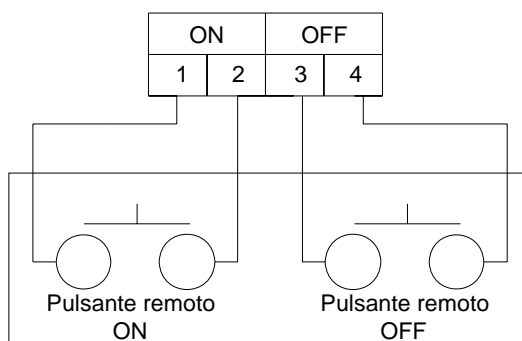 ON OFF
1 2 3 4
Pulsante remoto Pulsante remoto
ON OFF